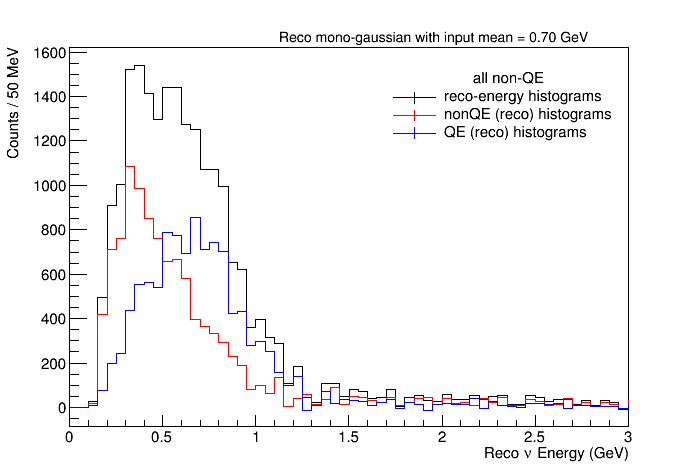 Reco mono-gaussian with input mean = 0.70 GeV
Counts / 50 MeV
1600
1400
1200
1000
800
600
400
200
0
all non-QE
reco-energy histograms
nonQE (reco) histograms
QE (reco) histograms
0 0.5 1 1.5 2 2.5 3
Reco ν Energy (GeV)